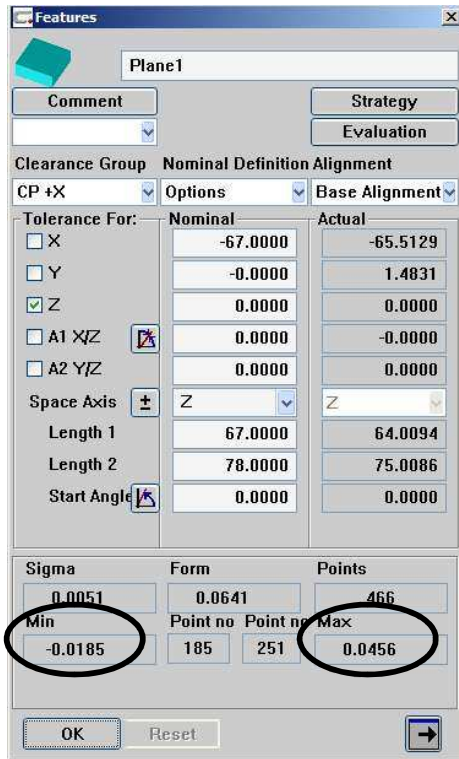 Features
Plane1
Comment Strategy
Evaluation
Clearance Group Nominal Definition Alignment
CP +X Options Base Alignment
Tolerance For: Nominal Actual
X -67.0000 -65.5129
Y -0.0000 1.4831
Z 0.0000 0.0000
A1 X/Z 0.0000 -0.0000
A2 Y/Z 0.0000 0.0000
Space Axis ± Z Z
Length 1 67.0000 64.0094
Length 2 78.0000 75.0086
Start Angle 0.0000 0.0000
Sigma Form Points
0.0051 0.0641 466
Min Point no Point no Max
-0.0185 185 251 0.0456
OK Reset